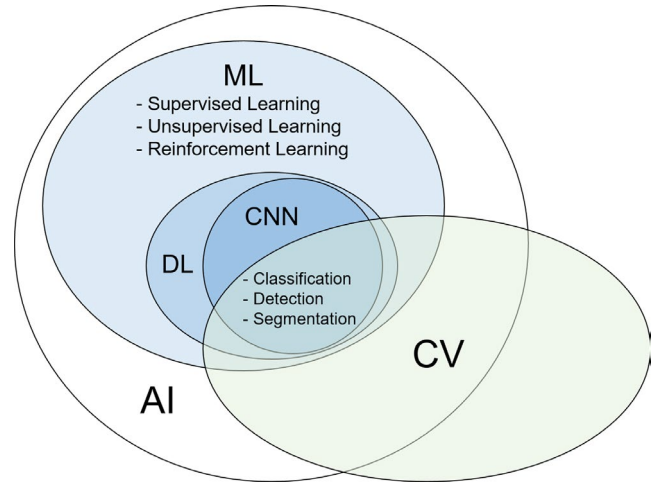 ML
- Supervised Learning
- Unsupervised Learning
- Reinforcement Learning
CNN
DL
- Classification
- Detection
- Segmentation
CV
AI